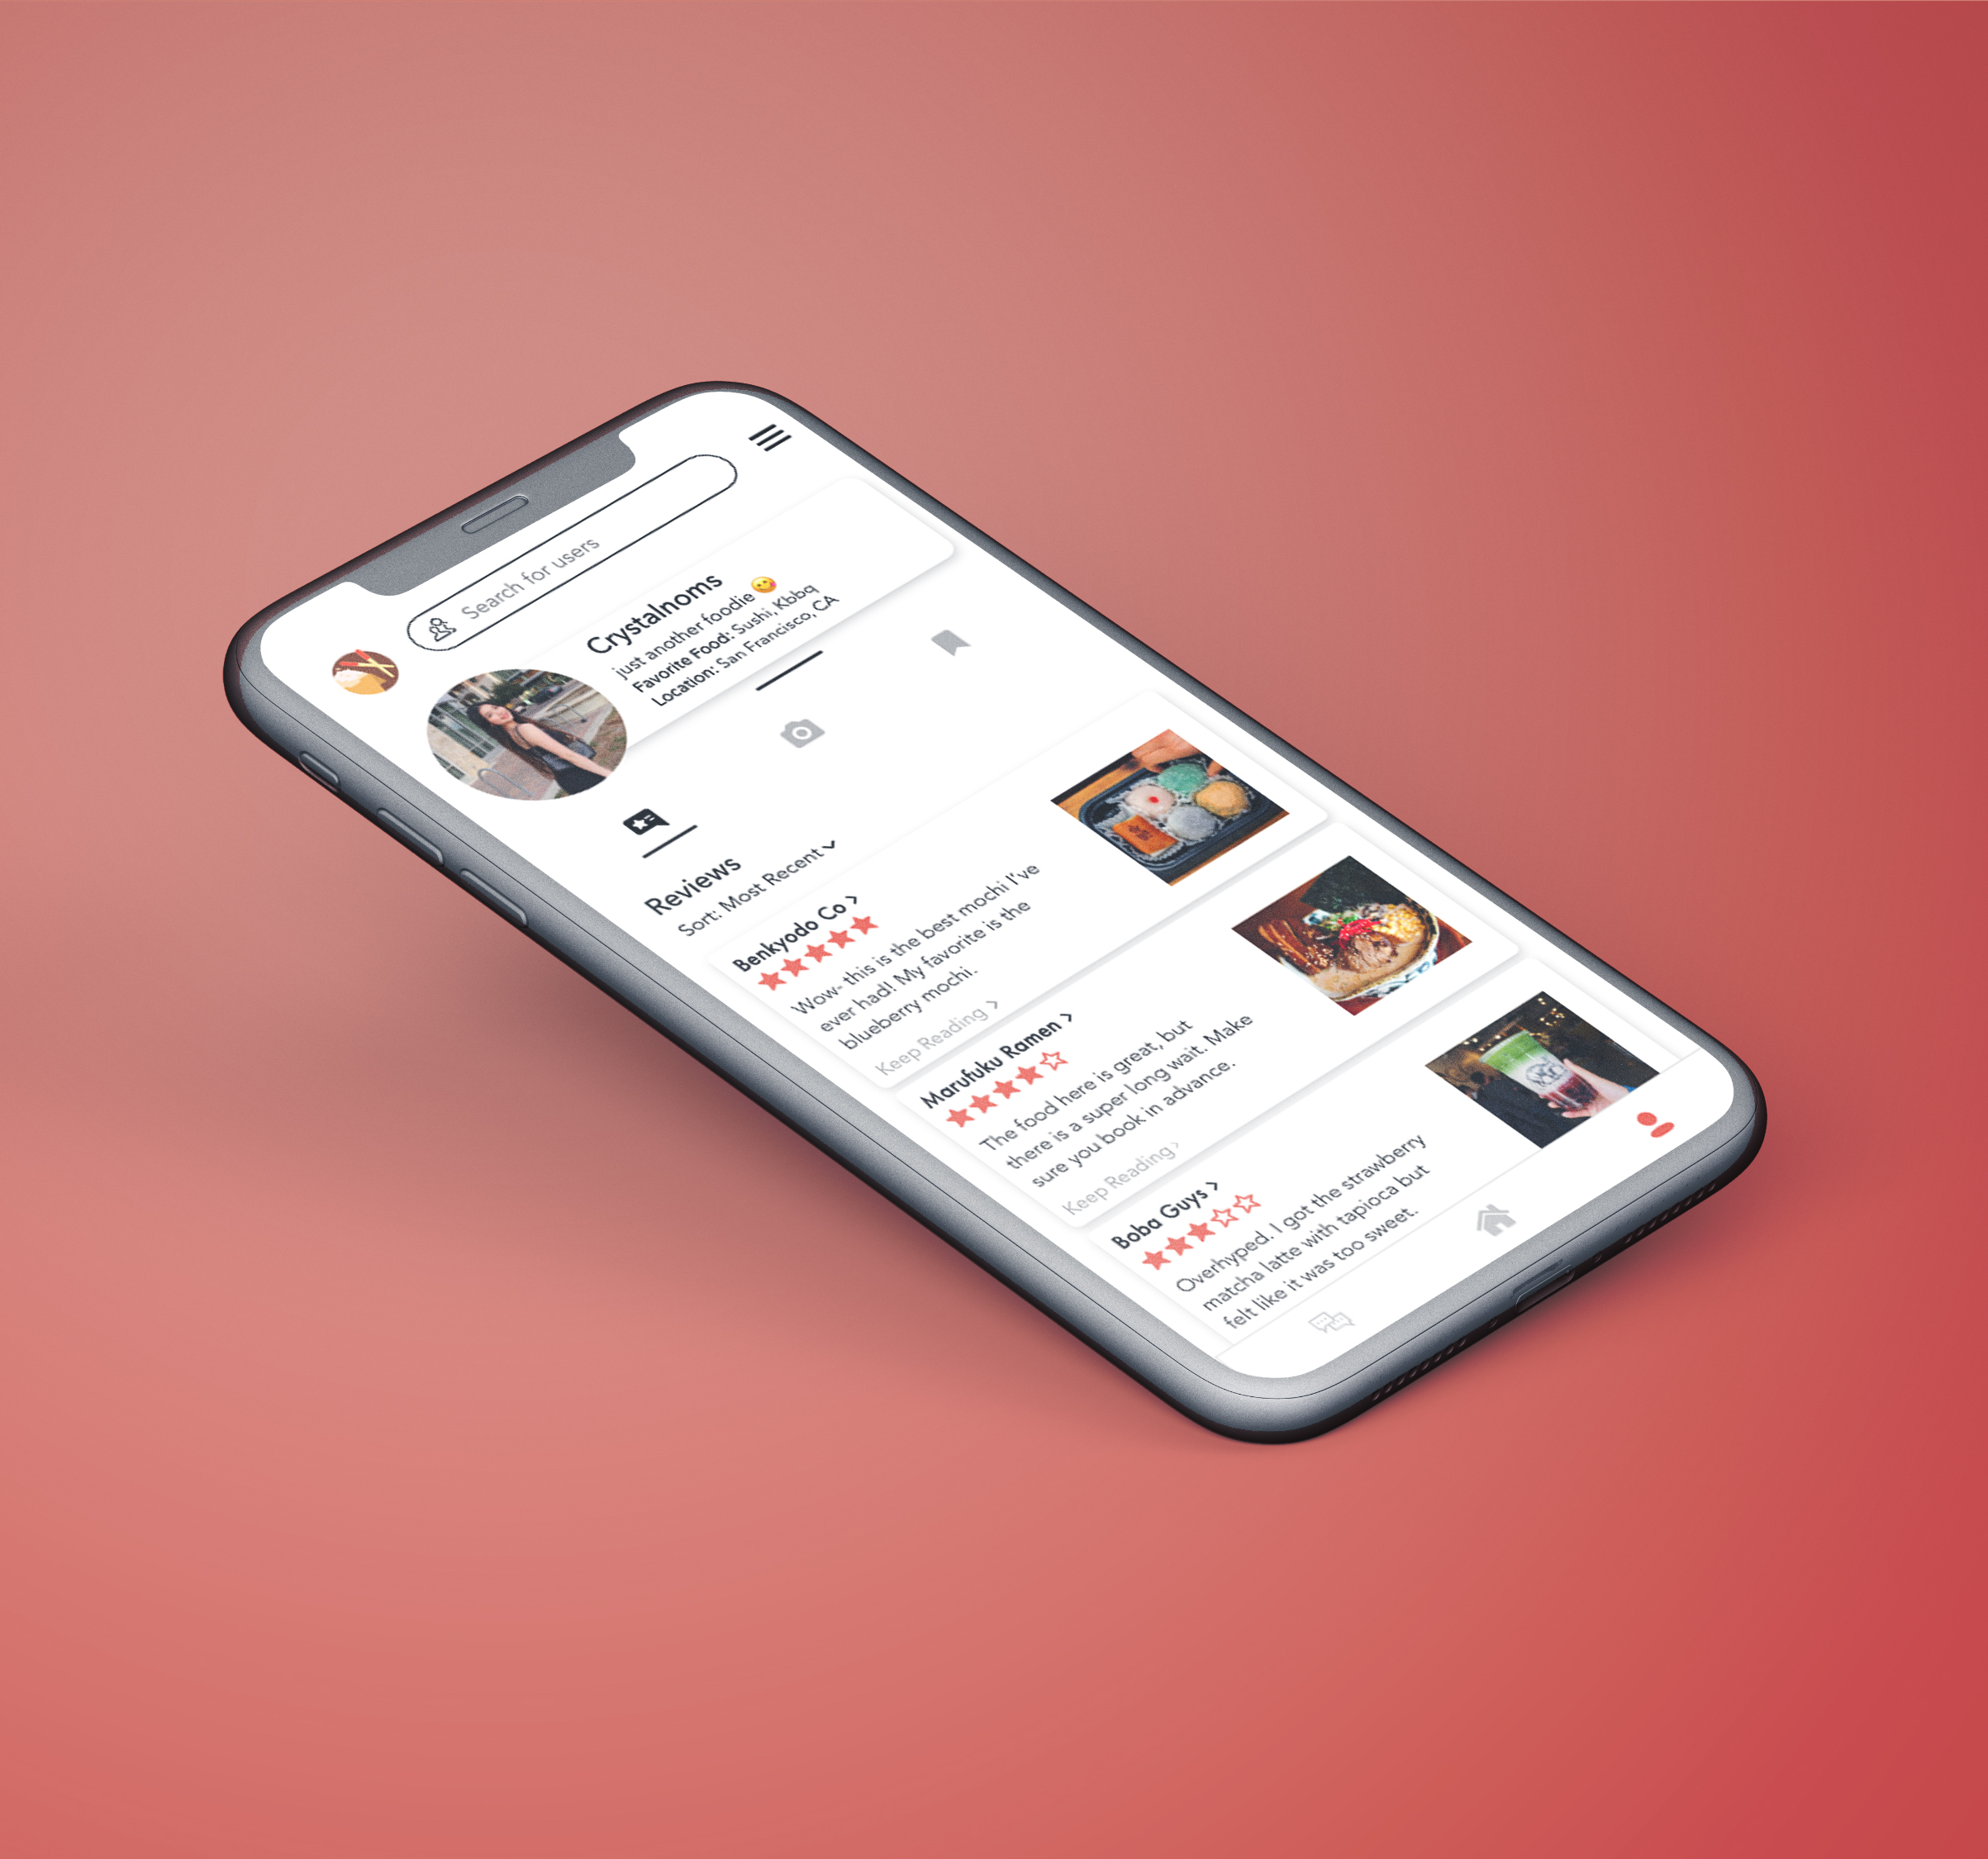 Search for users
Crystalnoms
just another foodie 😋
Favorite Food: Sushi, Kbbq
Location: San Francisco, CA
Reviews
Sort: Most Recent
Benkyodo Co >
Wow- this is the best mochi I've
ever had! My favorite is the
blueberry mochi.
Keep Reading >
Marufuku Ramen >
The food here is great, but
there is a super long wait. Make
sure you book in advance.
Keep Reading >
Boba Guys >
Overhyped. I got the strawberry
matcha latte with tapioca but
felt like it was too sweet.